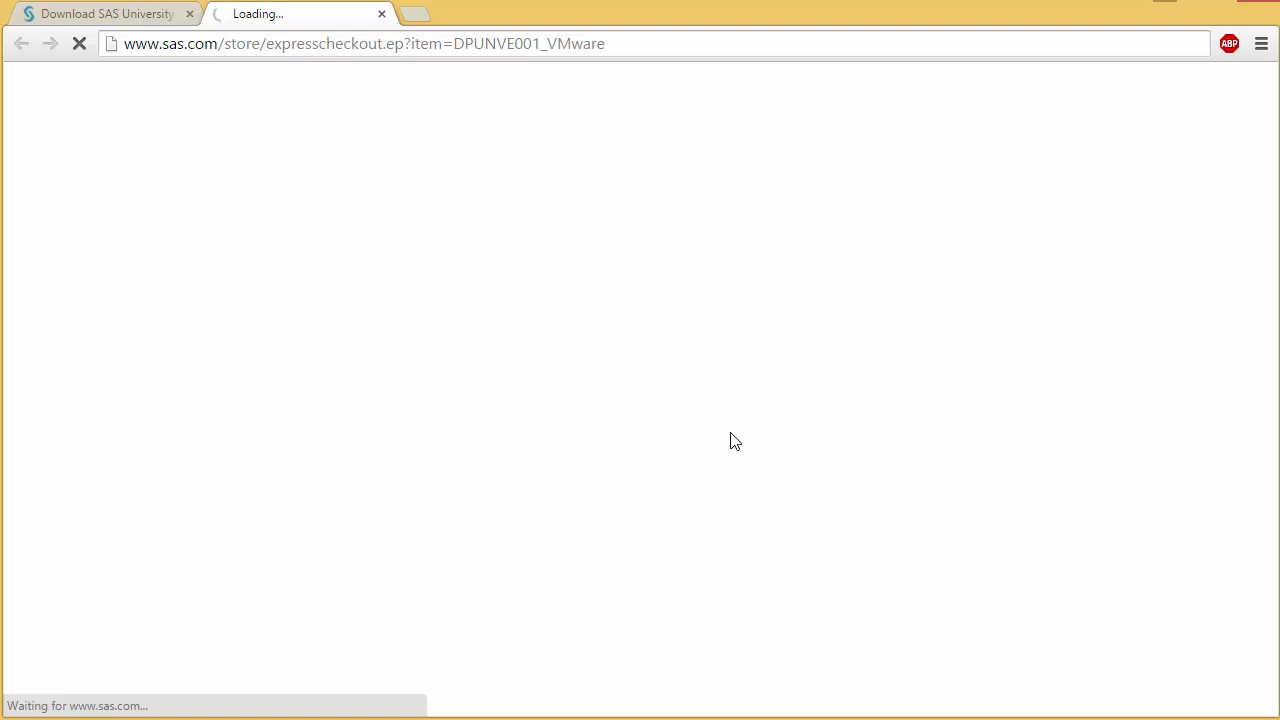 Download SAS University
Loading...
www.sas.com/store/expresscheckout.ep?item=DPUNVE001_VMware
ABP
Waiting for www.sas.com...